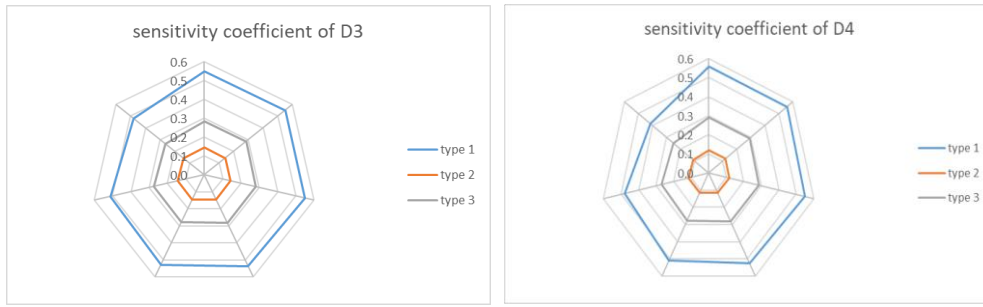 sensitivity coefficient of D3
0.6
0.5
0.4
0.3
0.2
0.1
0.0
type 1
type 2
type 3
sensitivity coefficient of D4
0.6
0.5
0.4
0.3
0.2
0.1
0.0
type 1
type 2
type 3